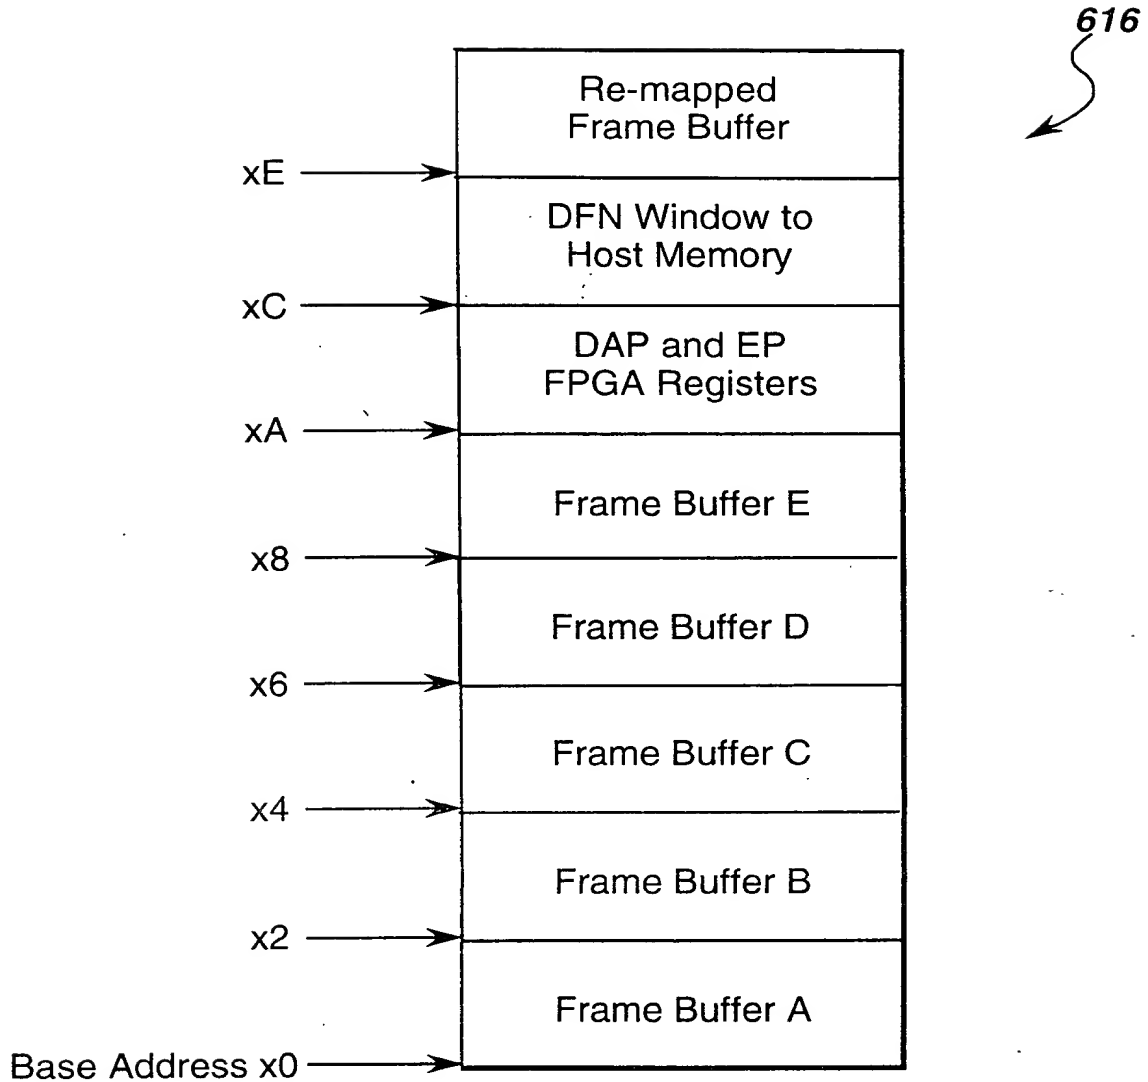 616
Re-mapped
Frame Buffer
xE
DFN Window to
Host Memory
xC
DAP and EP
FPGA Registers
xA
Frame Buffer E
x8
Frame Buffer D
x6
Frame Buffer C
x4
Frame Buffer B
x2
Frame Buffer A
Base Address x0